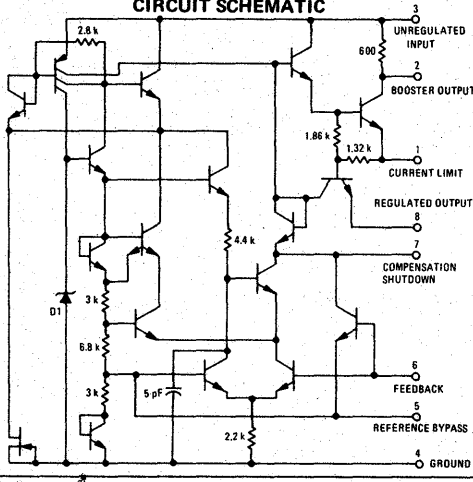 CIRCUIT SCHEMATIC
3
UNREGULATED
INPUT
2.8 k
600
2
BOOSTER OUTPUT
1.86 k
1.32 k
1
CURRENT LIMIT
REGULATED OUTPUT
8
4.4 k
7
COMPENSATION
SHUTDOWN
D1
3 k
6.8 k
3 k
5 pF
6
FEEDBACK
5
REFERENCE BYPASS
2.2 k
4
GROUND